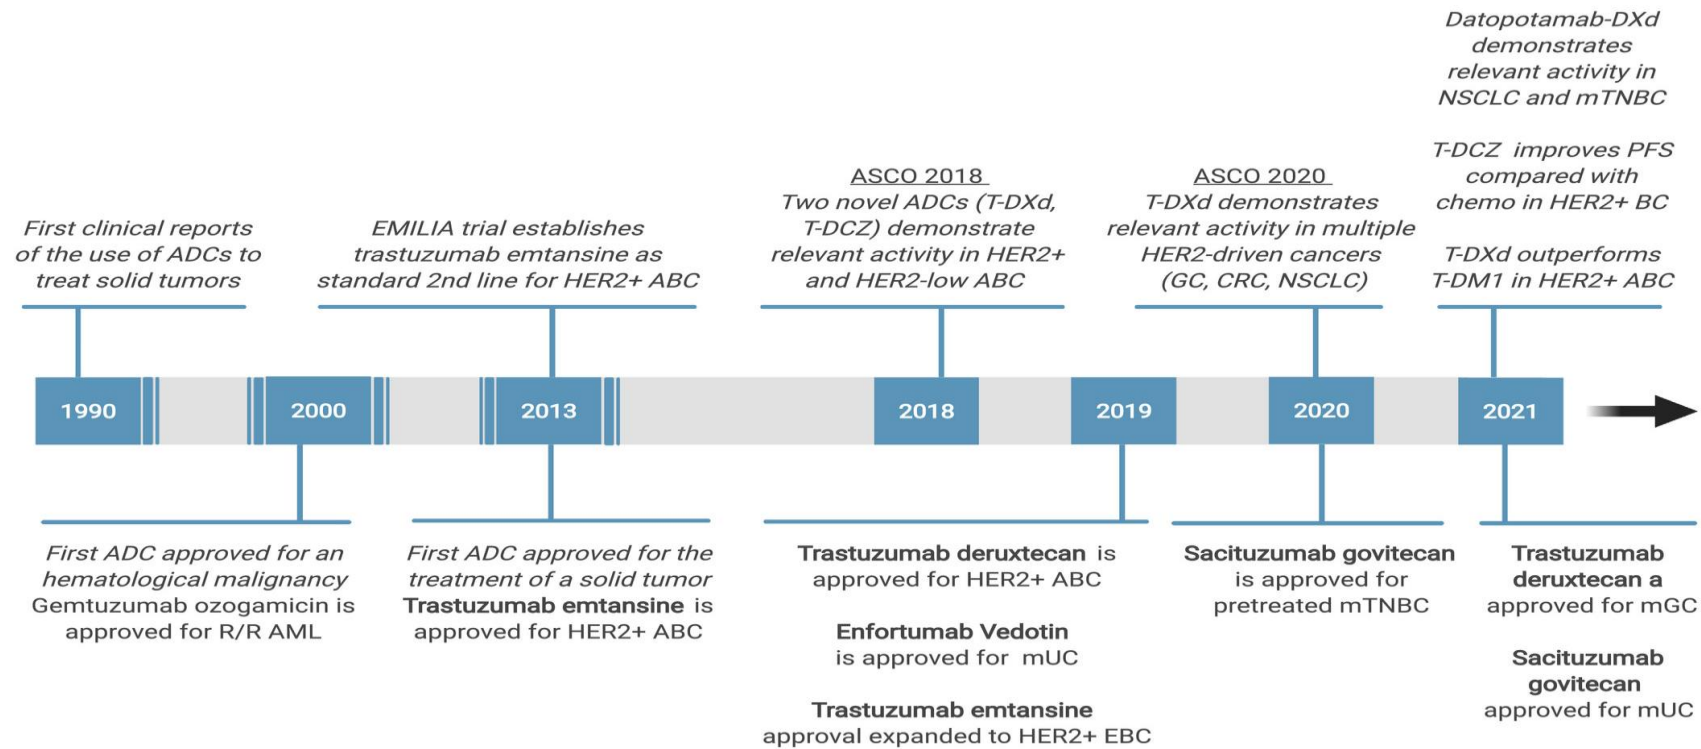 First clinical reports
of the use of ADCs to
treat solid tumors
EMILIA trial establishes
trastuzumab emtansine as
standard 2nd line for HER2+ ABC
ASCO 2018
Two novel ADCs (T-DXd,
T-DCZ) demonstrate
relevant activity in HER2+
and HER2-low ABC
ASCO 2020
T-DXd demonstrates
relevant activity in multiple
HER2-driven cancers
(GC, CRC, NSCLC)
Datopotamab-DXd
demonstrates
relevant activity in
NSCLC and mTNBC
T-DCZ improves PFS
compared with
chemo in HER2+ BC
T-DXd outperforms
T-DM1 in HER2+ ABC
1990
2000
2013
2018
2019
2020
2021
First ADC approved for an
hematological malignancy
Gemtuzumab ozogamicin is
approved for R/R AML
First ADC approved for the
treatment of a solid tumor
Trastuzumab emtansine is
approved for HER2+ ABC
Trastuzumab deruxtecan is
approved for HER2+ ABC
Enfortumab Vedotin
is approved for mUC
Trastuzumab emtansine
approval expanded to HER2+ EBC
Sacituzumab govitecan
is approved for
pretreated mTNBC
Trastuzumab
deruxtecan a
approved for mGC
Sacituzumab
govitecan
approved for mUC